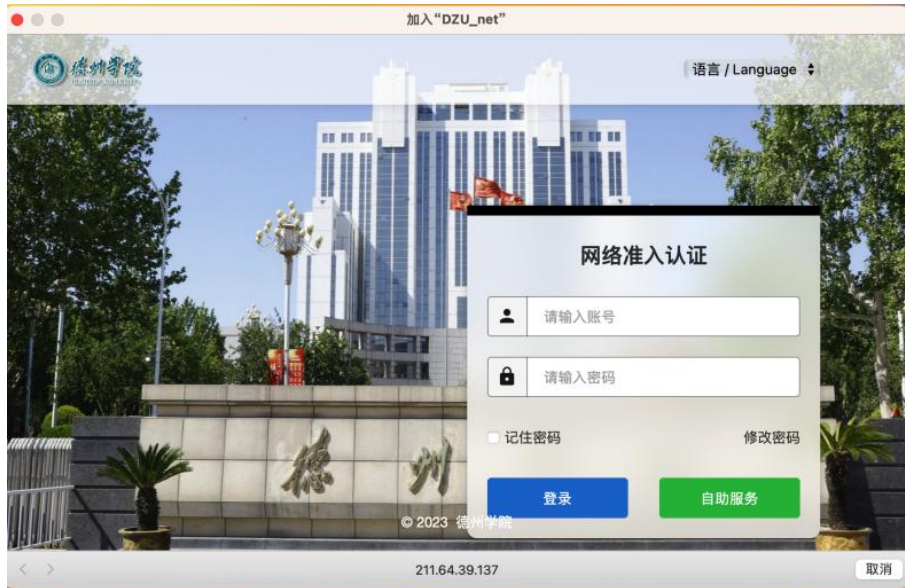 加入“DZU_net”
德州学院
语言 / Language
网络准入认证
请输入账号
请输入密码
记住密码
修改密码
德 州
登录
自助服务
© 2023 德州学院
211.64.39.137
取消